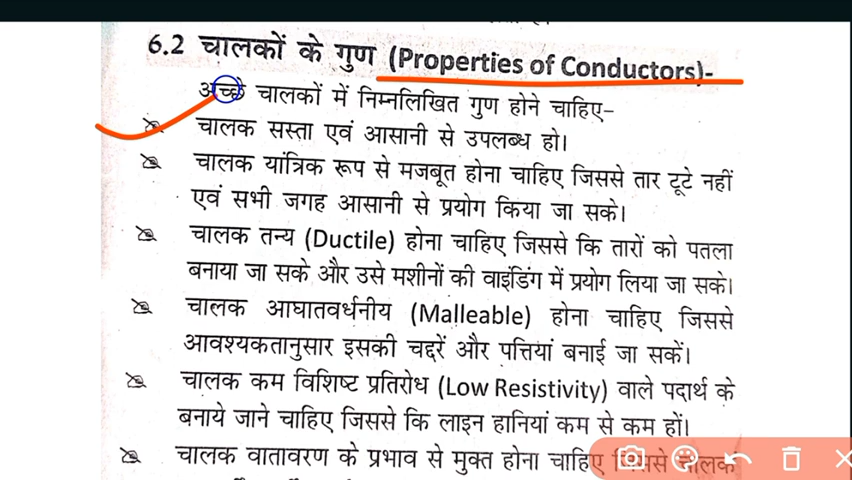 6.2 चालकों के गुण (Properties of Conductors)-
अच्छे चालकों में निम्नलिखित गुण होने चाहिए–
चालक सस्ता एवं आसानी से उपलब्ध हो।
चालक यांत्रिक रूप से मजबूत होना चाहिए जिससे तार टूटे नहीं
एवं सभी जगह आसानी से प्रयोग किया जा सके।
चालक तन्य (Ductile) होना चाहिए जिससे कि तारों को पतला
बनाया जा सके और उसे मशीनों की वाइंडिंग में प्रयोग लिया जा सके।
चालक आघातवर्धनीय (Malleable) होना चाहिए जिससे
आवश्यकतानुसार इसकी चद्दरें और पत्तियां बनाई जा सकें।
चालक कम विशिष्ट प्रतिरोध (Low Resistivity) वाले पदार्थ के
बनाये जाने चाहिए जिससे कि लाइन हानियां कम से कम हों।
चालक वातावरण के प्रभाव से मुक्त होना चाहिए जिससे चालक